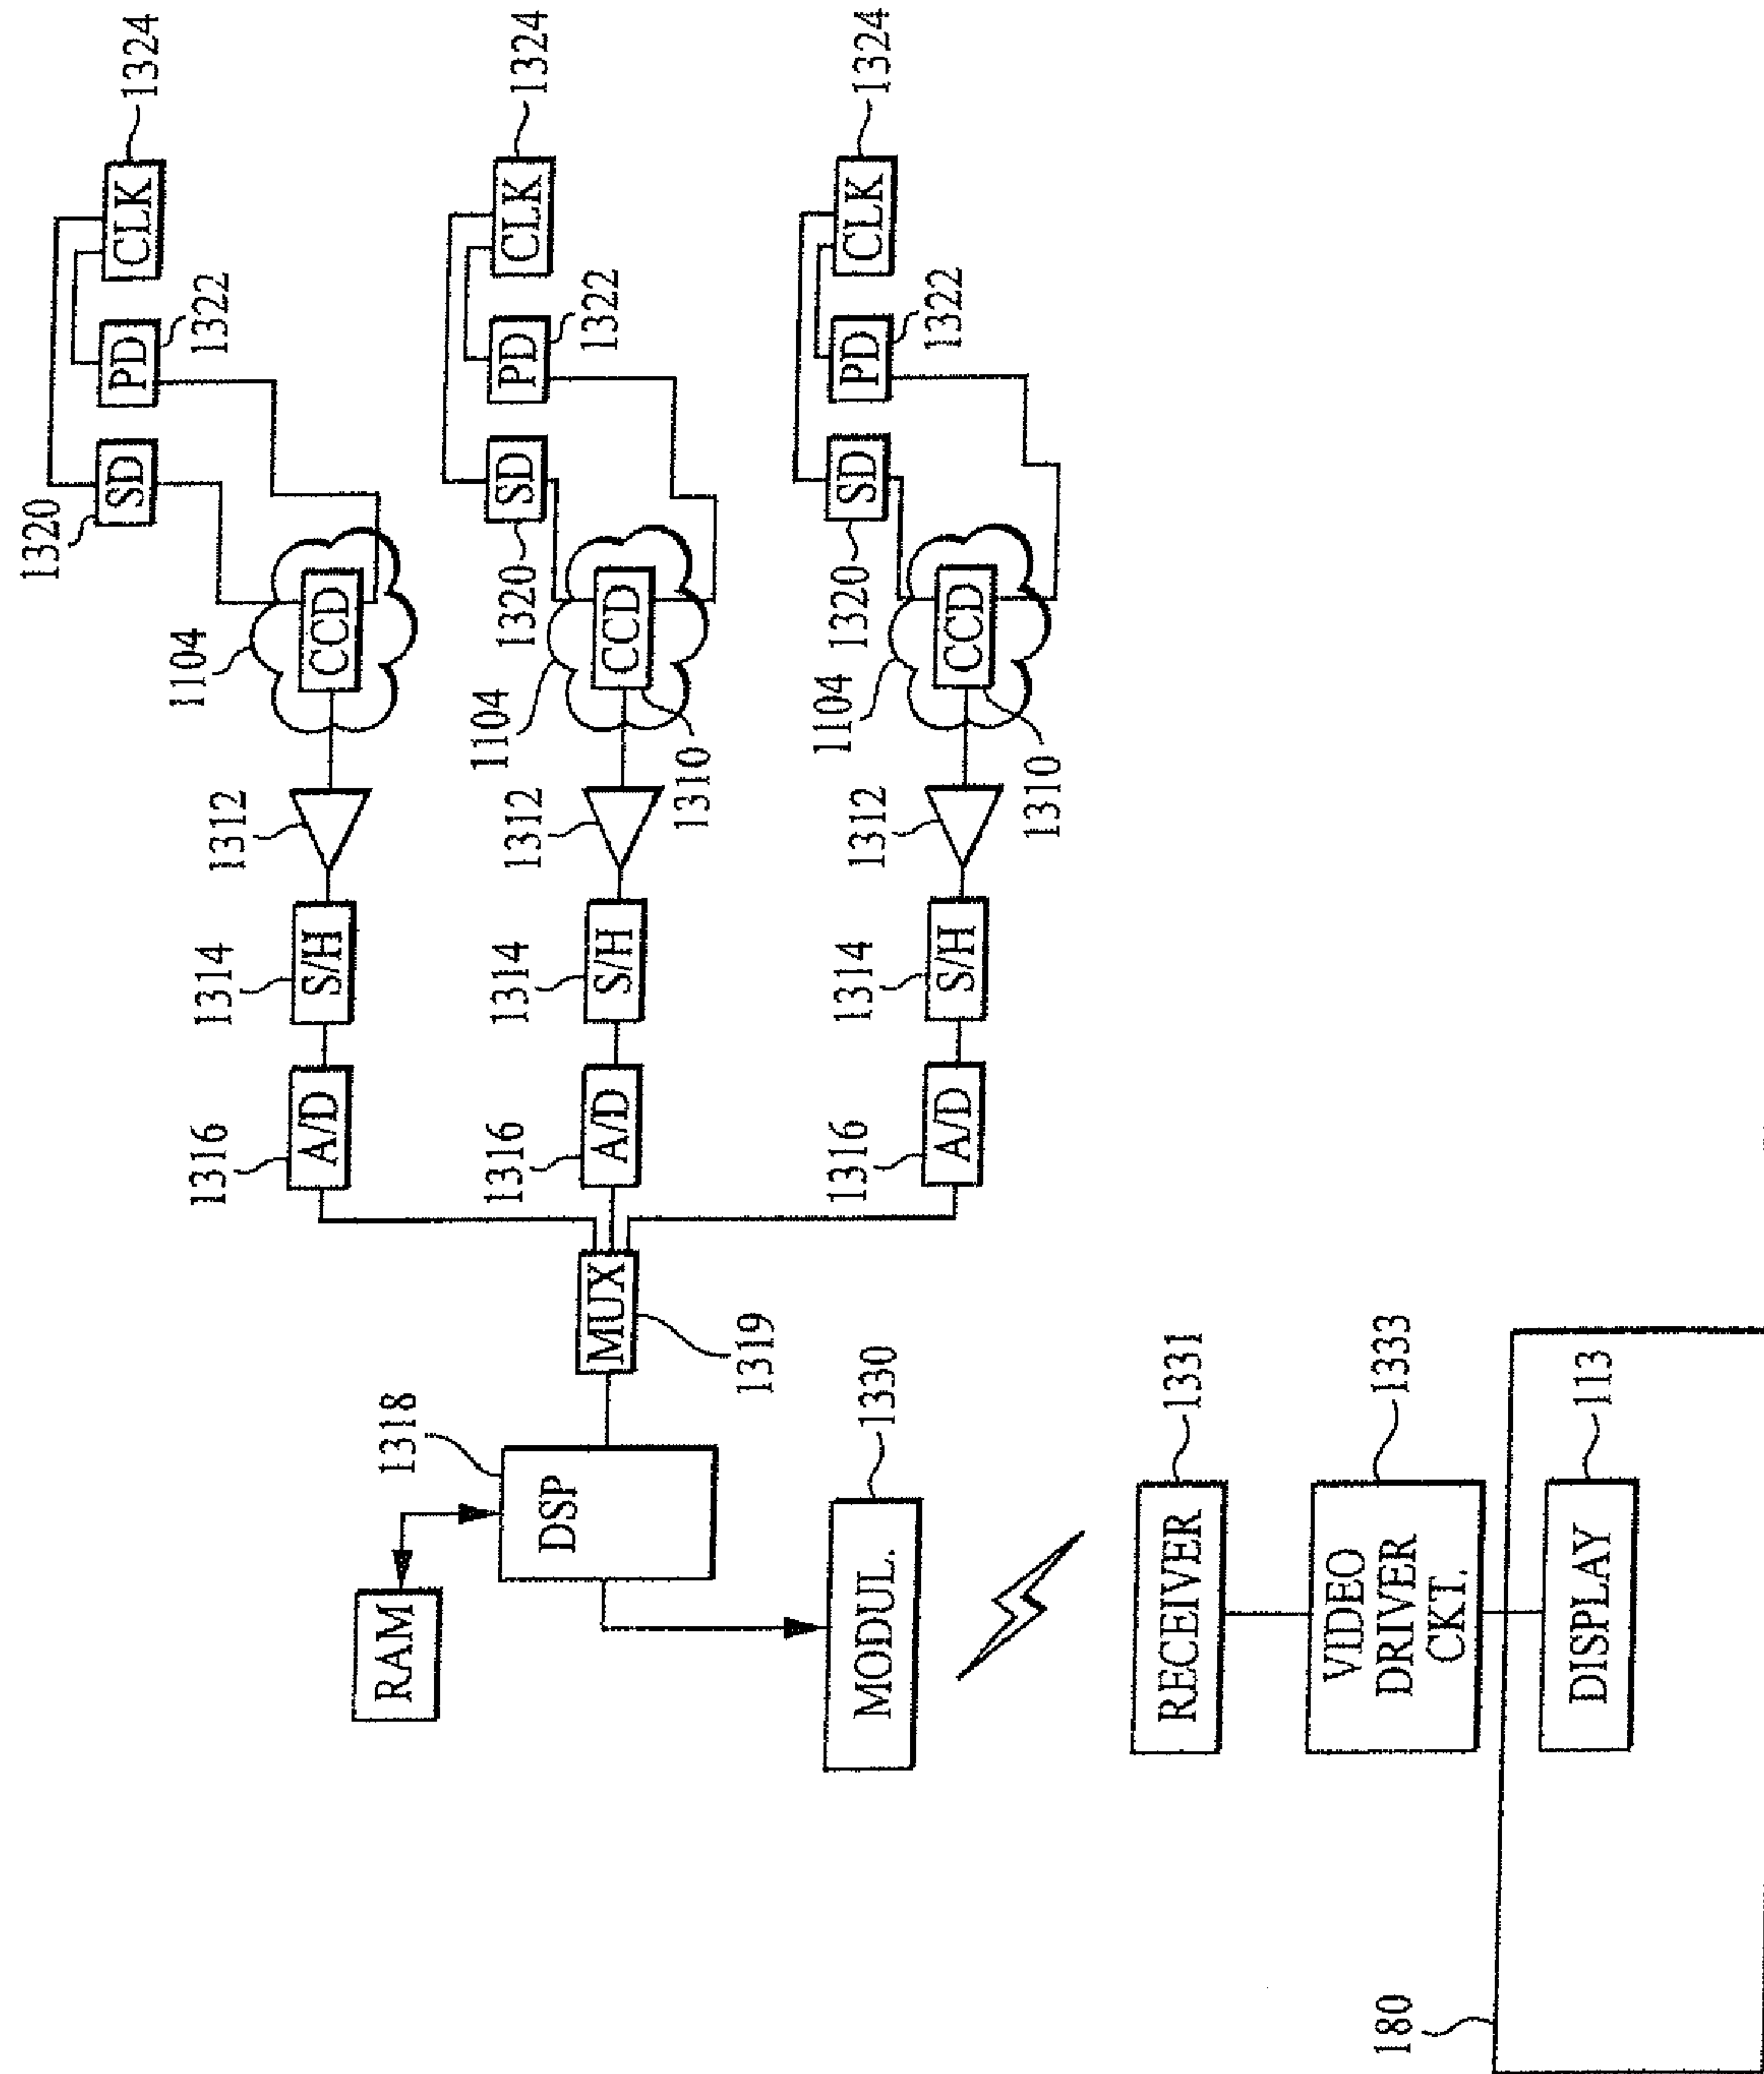 1320
SD
PD
1322
CLK
1324
1104
CCD
1312
1314
S/H
1316
A/D
1320
SD
PD
1322
CLK
1324
1104
CCD
1310
1312
1314
S/H
1316
A/D
1320
SD
PD
1322
CLK
1324
1104
CCD
1310
1312
1314
S/H
1316
A/D
MUX
1319
1318
DSP
RAM
MODUL.
1330
RECEIVER
1331
VIDEO
DRIVER
CKT.
1333
DISPLAY
113
180